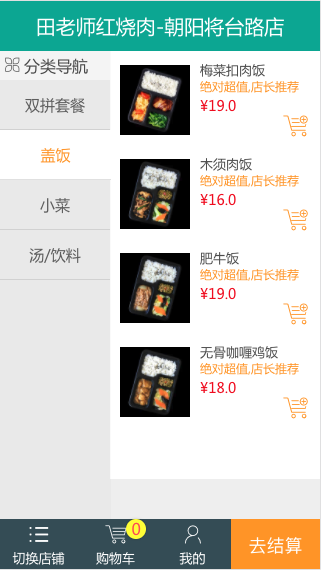 田老师红烧肉-朝阳将台路店
分类导航
双拼套餐
盖饭
小菜
汤/饮料
梅菜扣肉饭
绝对超值,店长推荐
¥19.0
木须肉饭
绝对超值,店长推荐
¥16.0
肥牛饭
绝对超值,店长推荐
¥19.0
无骨咖喱鸡饭
绝对超值,店长推荐
¥18.0
切换店铺
0
购物车
我的
去结算